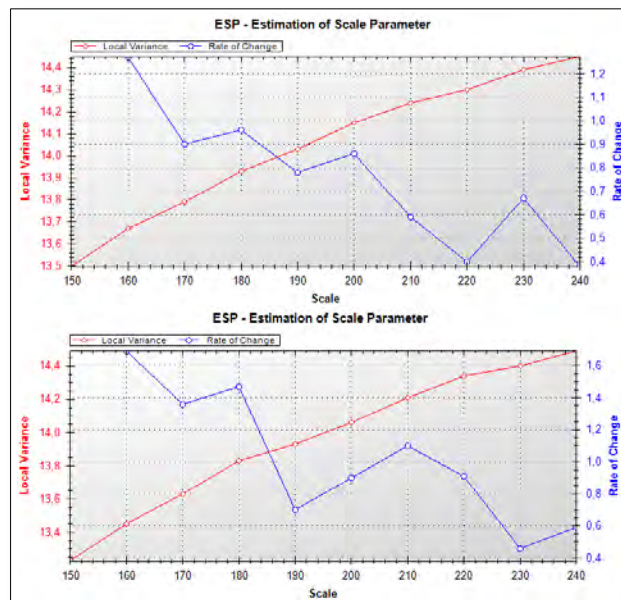 ESP - Estimation of Scale Parameter
Local Variance Rate of Change
14.4
14.3
14.2
14.1
14.0
13.9
13.8
13.7
13.6
13.5
Local Variance
1,2
1,1
1,0
0,9
0,8
0,7
0,6
0,5
0,4
Rate of Change
150 160 170 180 190 200 210 220 230 240
Scale
ESP - Estimation of Scale Parameter
Local Variance Rate of Change
14.4
14.2
14.0
13.8
13.6
13.4
Local Variance
1,6
1,4
1,2
1,0
0,8
0,6
0,4
Rate of Change
150 160 170 180 190 200 210 220 230 240
Scale